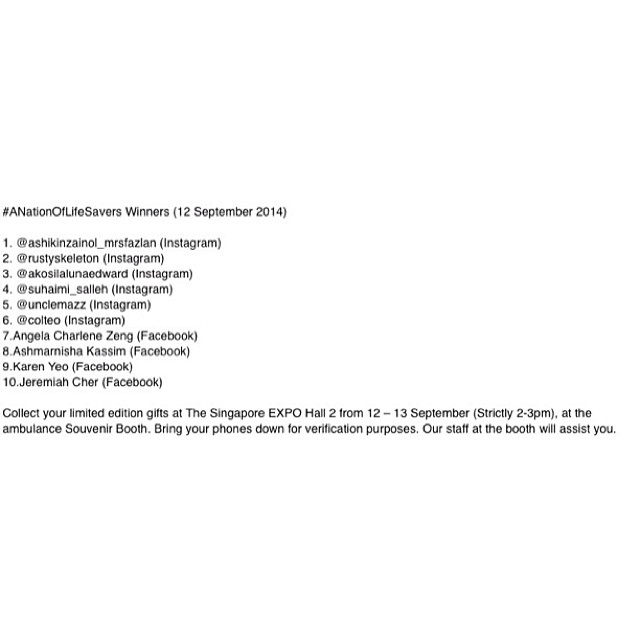 #ANationOfLifeSavers Winners (12 September 2014)
1. @ashikinzainol_mrsfazlan (Instagram)
2. @rustyskeleton (Instagram)
3. @akosilalunaedward (Instagram)
4. @suhaimi_salleh (Instagram)
5. @unclemazz (Instagram)
6. @colteo (Instagram)
7.Angela Charlene Zeng (Facebook)
8.Ashmarnisha Kassim (Facebook)
9.Karen Yeo (Facebook)
10.Jeremiah Cher (Facebook)
Collect your limited edition gifts at The Singapore EXPO Hall 2 from 12 – 13 September (Strictly 2-3pm), at the
ambulance Souvenir Booth. Bring your phones down for verification purposes. Our staff at the booth will assist you.